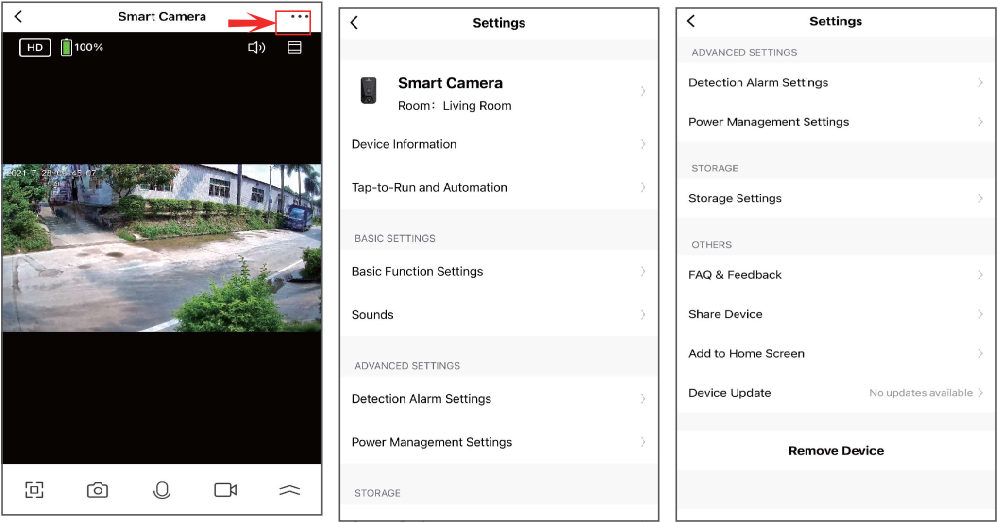 Smart Camera
HD
100%
Settings
Smart Camera
Room: Living Room
Device Information
Tap-to-Run and Automation
BASIC SETTINGS
Basic Function Settings
Sounds
ADVANCED SETTINGS
Detection Alarm Settings
Power Management Settings
STORAGE
Settings
ADVANCED SETTINGS
Detection Alarm Settings
Power Management Settings
STORAGE
Storage Settings
OTHERS
FAQ & Feedback
Share Device
Add to Home Screen
Device Update
No updates available
Remove Device